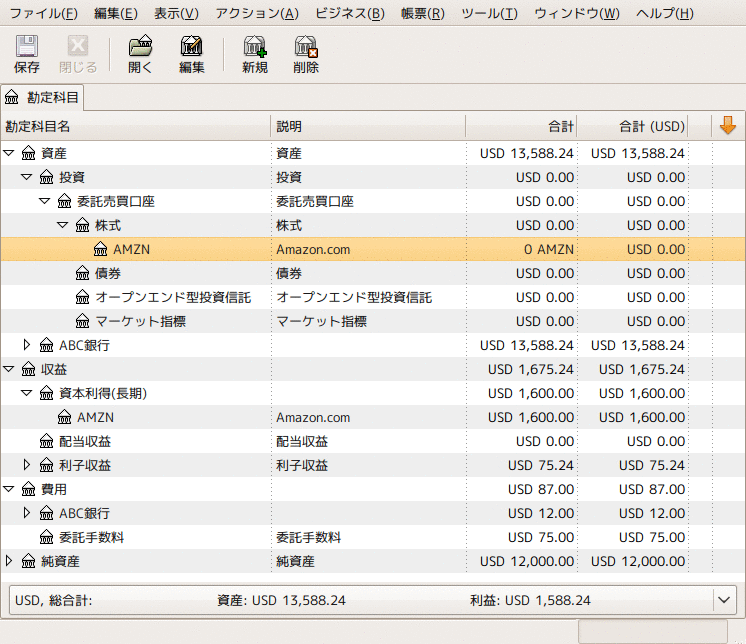 ファイル(F) 編集(E) 表示(V) アクション(A) ビジネス(B) 帳票(R) ツール(T) ウィンドウ(W) ヘルプ(H)
保存 閉じる 開く 編集 新規 削除
勘定科目
勘定科目名 説明 合計 合計 (USD)
資産 資産 USD 13,588.24 USD 13,588.24
投資 投資 USD 0.00 USD 0.00
委託売買口座 委託売買口座 USD 0.00 USD 0.00
株式 株式 USD 0.00 USD 0.00
AMZN Amazon.com 0 AMZN USD 0.00
債券 債券 USD 0.00 USD 0.00
オープンエンド型投資信託 オープンエンド型投資信託 USD 0.00 USD 0.00
マーケット指標 マーケット指標 USD 0.00 USD 0.00
ABC銀行 USD 13,588.24 USD 13,588.24
収益 USD 1,675.24 USD 1,675.24
資本利得(長期) USD 1,600.00 USD 1,600.00
AMZN Amazon.com USD 1,600.00 USD 1,600.00
配当収益 配当収益 USD 0.00 USD 0.00
利子収益 利子収益 USD 75.24 USD 75.24
費用 USD 87.00 USD 87.00
ABC銀行 USD 12.00 USD 12.00
委託手数料 委託手数料 USD 75.00 USD 75.00
純資産 純資産 USD 12,000.00 USD 12,000.00
USD, 総合計: 資産: USD 13,588.24 利益: USD 1,588.24